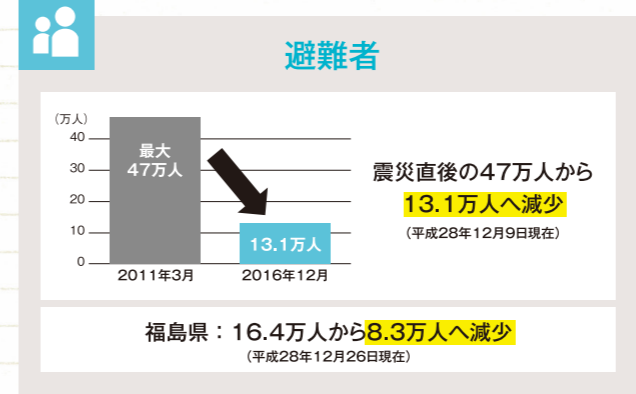 避難者
(万人)
40
30
20
10
0
最大
47万人
13.1万人
2011年3月
2016年12月
震災直後の47万人から
13.1万人へ減少
(平成28年12月9日現在)
福島県：16.4万人から8.3万人へ減少
(平成28年12月26日現在)